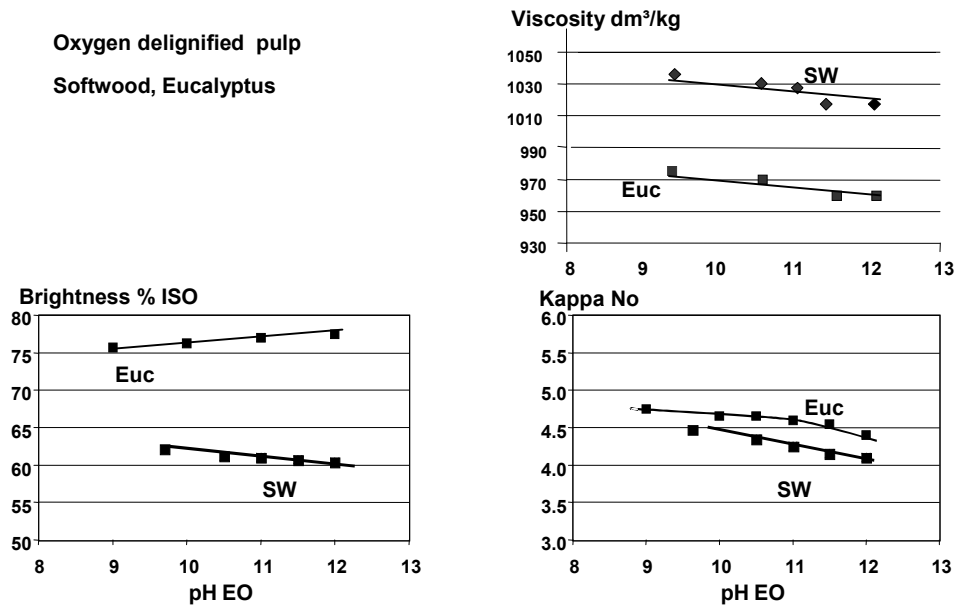 Oxygen delignified pulp
Softwood, Eucalyptus
Viscosity dm³/kg
1050
1030
1010
990
970
950
930
SW
Euc
8 9 10 11 12 13
Brightness % ISO
80
75
70
65
60
55
50
Euc
SW
8 9 10 11 12 13
pH EO
Kappa No
6.0
5.5
5.0
4.5
4.0
3.5
3.0
Euc
SW
8 9 10 11 12 13
pH EO